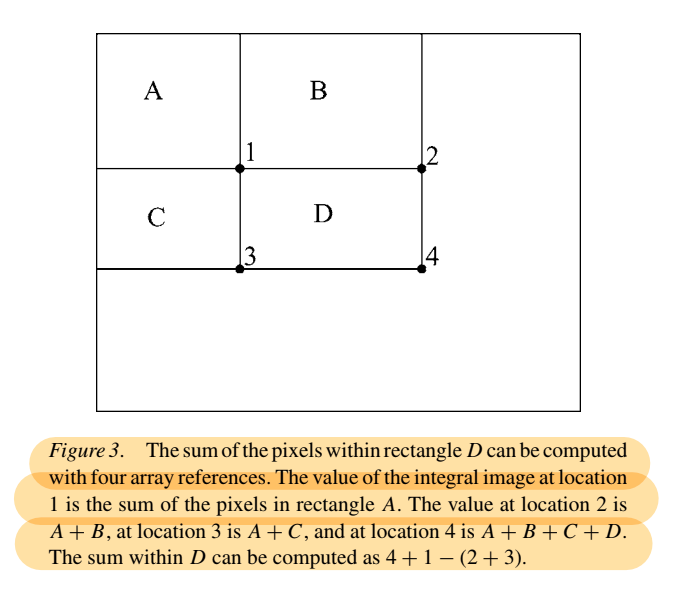 A
B
1
2
C
D
3
4
Figure 3. The sum of the pixels within rectangle D can be computed
with four array references. The value of the integral image at location
1 is the sum of the pixels in rectangle A. The value at location 2 is
A + B, at location 3 is A + C, and at location 4 is A + B + C + D.
The sum within D can be computed as 4 + 1 − (2 + 3).